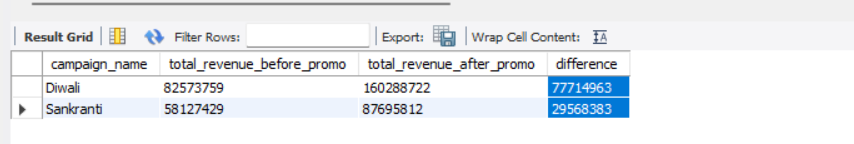 Result Grid Filter Rows: Export: Wrap Cell Content: IA
campaign_name total_revenue_before_promo total_revenue_after_promo difference
Diwali 82573759 160288722 77714963
Sankranti 58127429 87695812 29568383